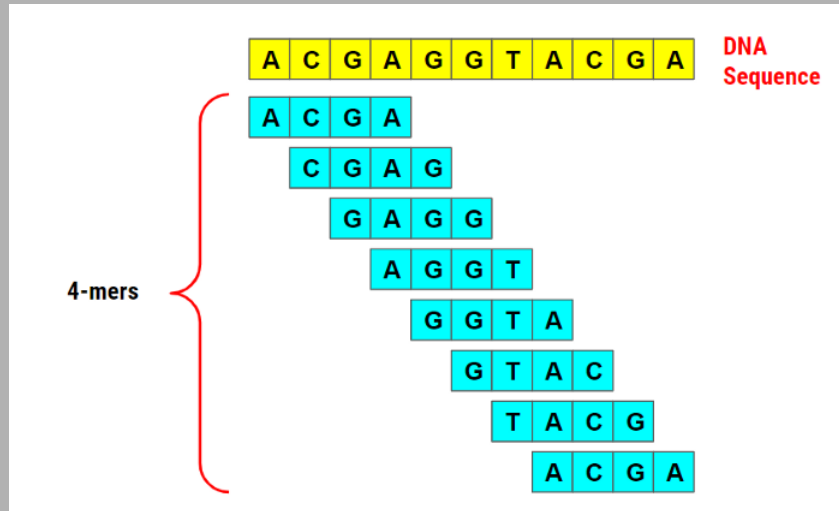 A C G A G G T A C G A
DNA
Sequence
A C G A
C G A G
G A G G
A G G T
4-mers
G G T A
G T A C
T A C G
A C G A